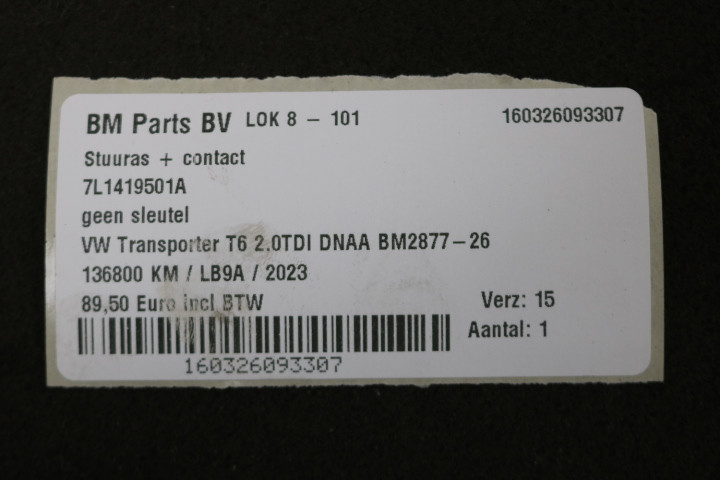 BM Parts BV LOK 8 - 101 160326093307
Stuuras + contact
7L1419501A
geen sleutel
VW Transporter T6 2,0TDI DNAA BM2877-26
136800 KM / LB9A / 2023
89,50 Euro incl BTW Verz: 15
Aantal: 1
160326093307